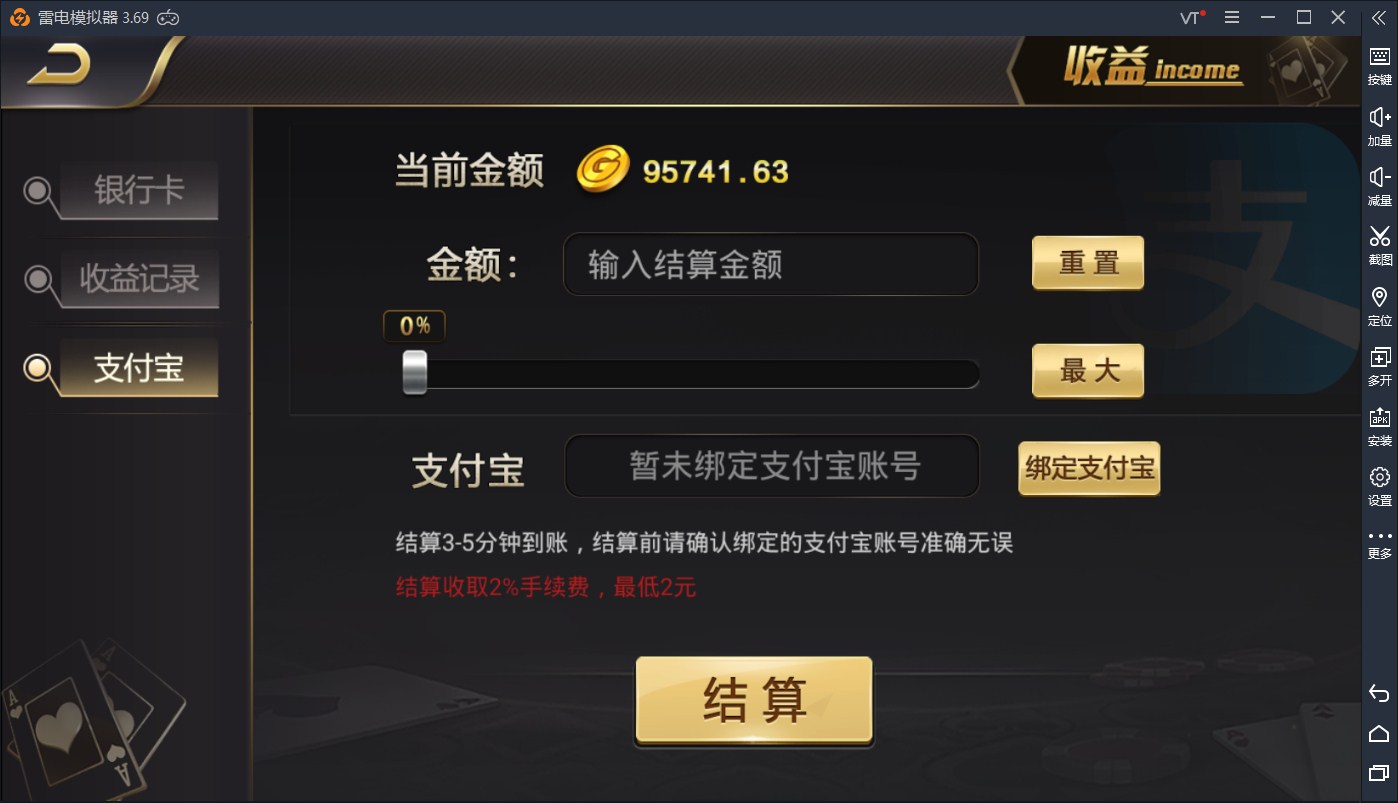 雷电模拟器 3.69
VT
收益 income
当前金额 95741.63
银行卡
收益记录
支付宝
金额：
输入结算金额
重置
0%
最大
支付宝
暂未绑定支付宝账号
绑定支付宝
结算3-5分钟到账，结算前请确认绑定的支付宝账号准确无误
结算收取2%手续费，最低2元
结算
支
按键
加量
减量
截图
定位
多开
APK
安装
设置
更多
A
A
A